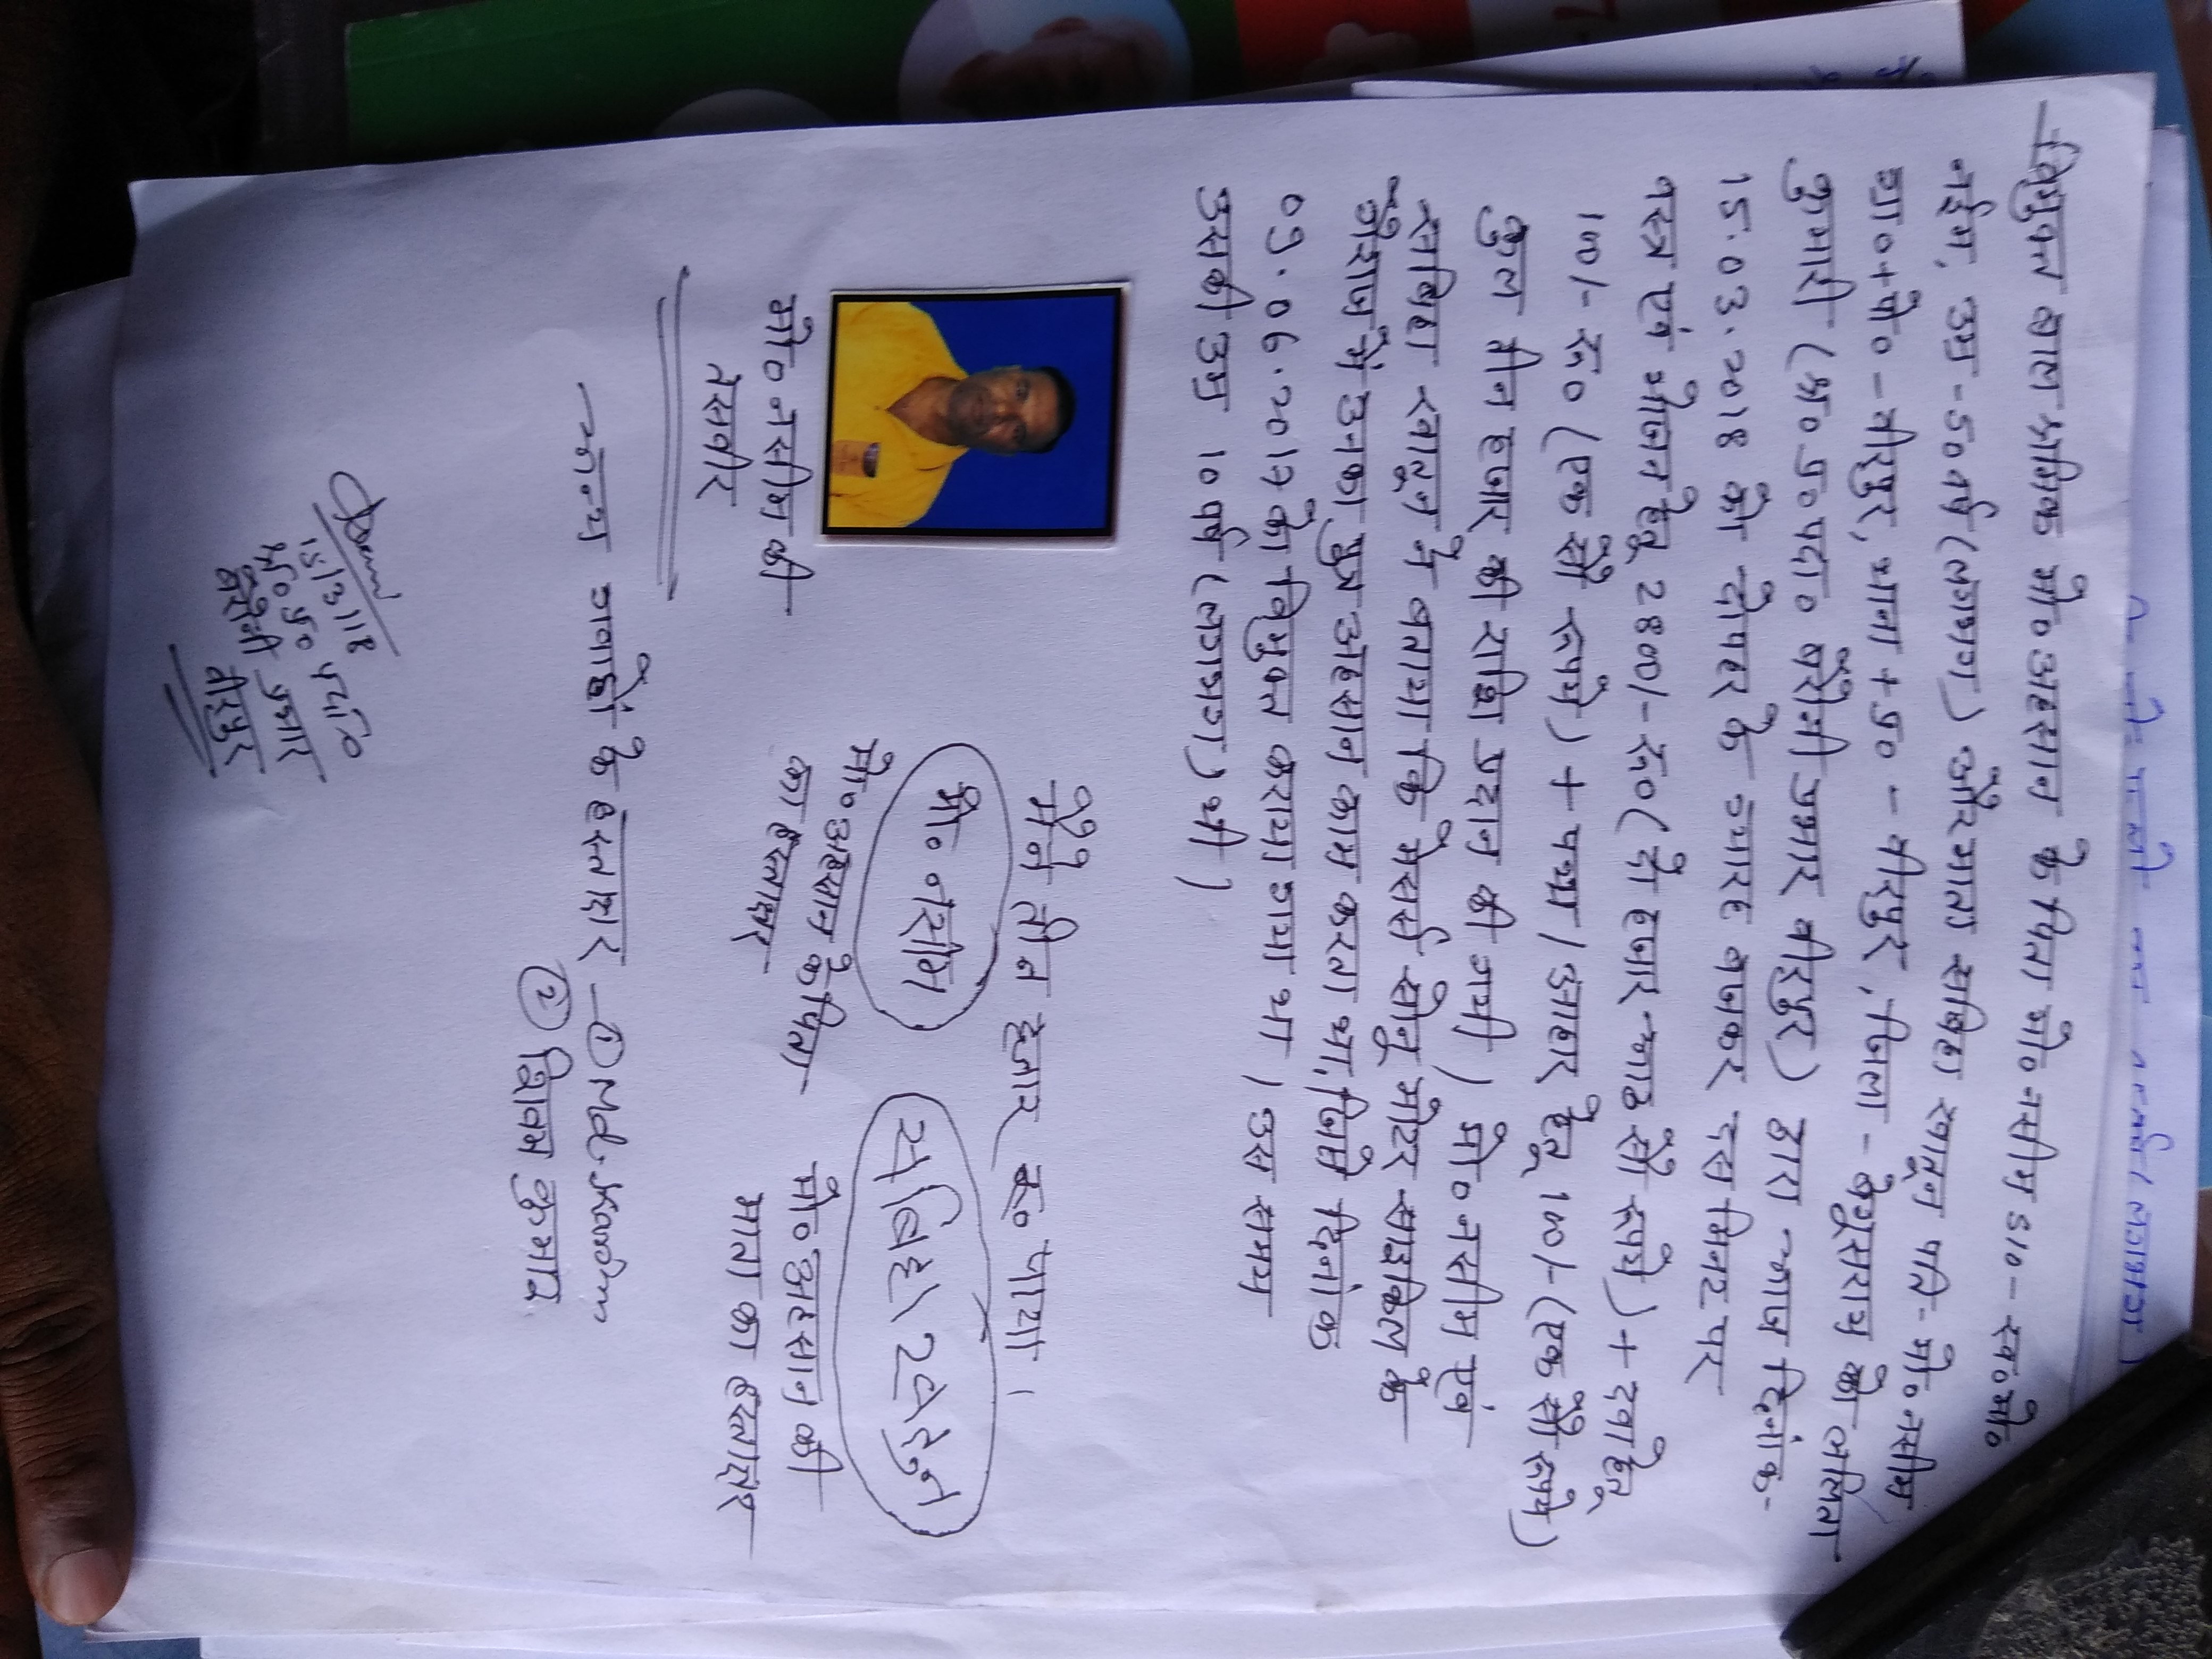 विमुक्त बाल श्रमिक मो० अहसान के पिता मो० नसीम S/o - स्व० मो०
नईम, उम्र - 50 वर्ष (लगभग) और माता सबिहा खातून पति - मो० नसीम
ग्रा० + पो० - वीरपुर, थाना + प्र० - वीरपुर, जिला - बेगूसराय को ललिता
कुमारी (श्र० प्र० पदा० बरौनी प्रभार वीरपुर) द्वारा आज दिनांक -
15.03.2018 को दोपहर के ग्यारह बजकर दस मिनट पर
वस्त्र एवं भोजन हेतू 2800/- रू० (दो हजार आठ सौ रूपये) + दवा हेतू
100/- रू० (एक सौ रूपये) + पथ्य / उपाहार हेतू 100/- (एक सौ रूपये)
कुल तीन हजार की राशि प्रदान की गयी। मो० नसीम एवं
सबिहा खातून ने बताया कि मेसर्स सोनू मोटर साइकिल के
गैरेज में उनका पुत्र अहसान काम करता था, जिसे दिनांक
09.06.2017 को विमुक्त कराया गया था। उस समय
उसकी उम्र 10 वर्ष (लगभग) थी।
मैंने तीन हजार रू० पाया।
मो० नसीम
सबिहा खातुन
मो० नसीम की
तस्वीर
मो० अहसान के पिता
का हस्ताक्षर
मो० अहसान की
माता का हस्ताक्षर
अन्य गवाहों के हस्ताक्षर - ① Md.
② शिवम कुमार
15/3/18
श्र० प्र० पदा०
बरौनी प्रभार
वीरपुर